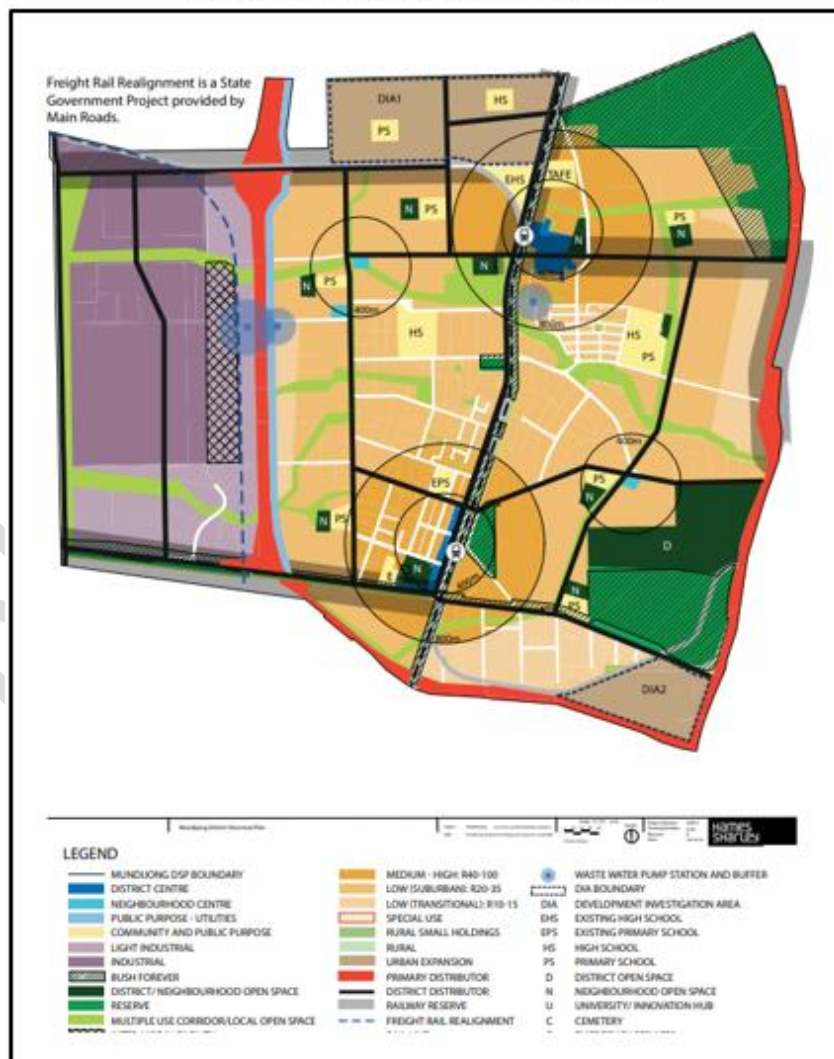 Freight Rail Realignment is a State
Government Project provided by
Main Roads.
DIA1
HS
PS
EHS
TAFE
N
PS
PS
N
N
N
N
PS
400m
HS
800m
HS
PS
EPS
400m
PS
N
N
PS
N
D
N
400m
800m
DIA2
HAMES
SHARLEY
LEGEND
MUNDIJONG DSP BOUNDARY
DISTRICT CENTRE
NEIGHBOURHOOD CENTRE
PUBLIC PURPOSE - UTILITIES
COMMUNITY AND PUBLIC PURPOSE
LIGHT INDUSTRIAL
INDUSTRIAL
BUSH FOREVER
DISTRICT/ NEIGHBOURHOOD OPEN SPACE
RESERVE
MULTIPLE USE CORRIDOR/LOCAL OPEN SPACE
MEDIUM - HIGH: R40-100
LOW (SUBURBAN): R20-35
LOW (TRANSITIONAL): R10-15
SPECIAL USE
RURAL SMALL HOLDINGS
RURAL
URBAN EXPANSION
PRIMARY DISTRIBUTOR
DISTRICT DISTRIBUTOR
RAILWAY RESERVE
FREIGHT RAIL REALIGNMENT
WASTE WATER PUMP STATION AND BUFFER
DIA BOUNDARY
DIA DEVELOPMENT INVESTIGATION AREA
EHS EXISTING HIGH SCHOOL
EPS EXISTING PRIMARY SCHOOL
HS HIGH SCHOOL
PS PRIMARY SCHOOL
D DISTRICT OPEN SPACE
N NEIGHBOURHOOD OPEN SPACE
U UNIVERSITY/ INNOVATION HUB
C CEMETERY